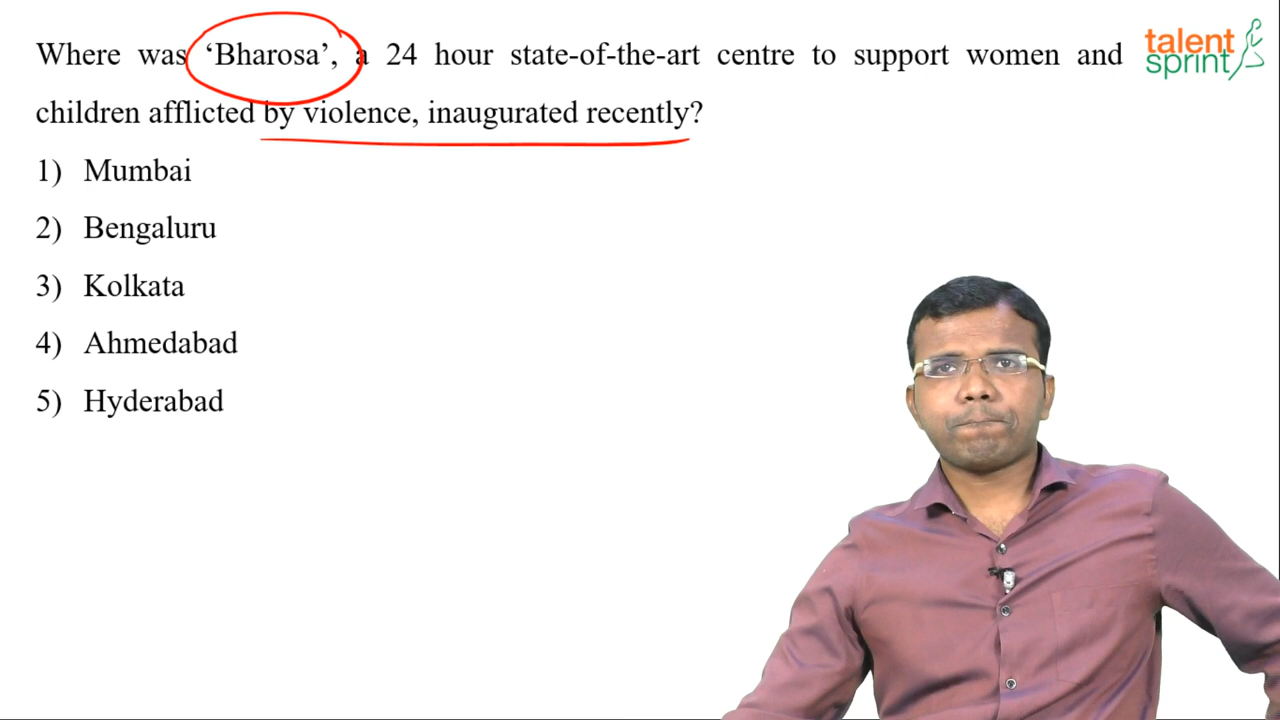 Where was ‘Bharosa’, a 24 hour state-of-the-art centre to support women and
children afflicted by violence, inaugurated recently?
1) Mumbai
2) Bengaluru
3) Kolkata
4) Ahmedabad
5) Hyderabad
talent
sprint